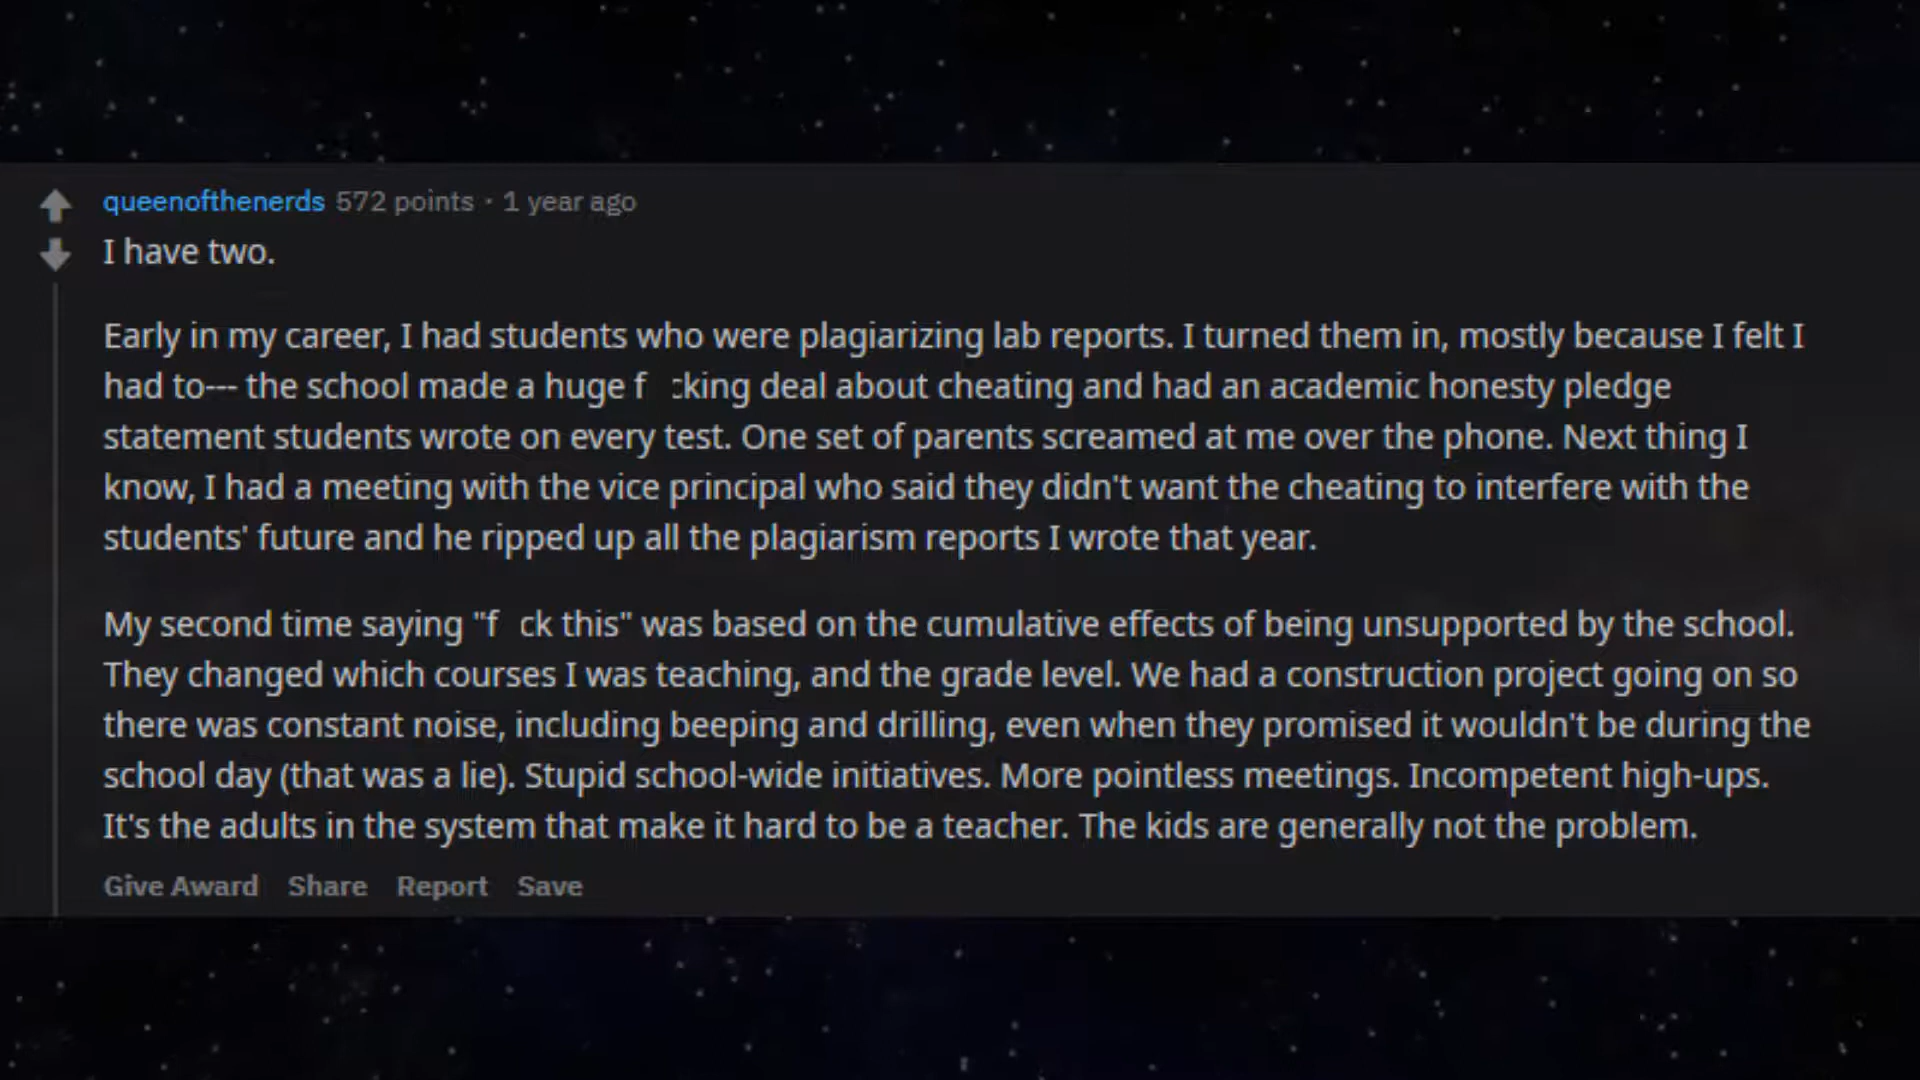 queenofthenerds 572 points · 1 year ago
I have two.
Early in my career, I had students who were plagiarizing lab reports. I turned them in, mostly because I felt I
had to--- the school made a huge f cking deal about cheating and had an academic honesty pledge
statement students wrote on every test. One set of parents screamed at me over the phone. Next thing I
know, I had a meeting with the vice principal who said they didn't want the cheating to interfere with the
students' future and he ripped up all the plagiarism reports I wrote that year.
My second time saying "f ck this" was based on the cumulative effects of being unsupported by the school.
They changed which courses I was teaching, and the grade level. We had a construction project going on so
there was constant noise, including beeping and drilling, even when they promised it wouldn't be during the
school day (that was a lie). Stupid school-wide initiatives. More pointless meetings. Incompetent high-ups.
It's the adults in the system that make it hard to be a teacher. The kids are generally not the problem.
Give Award Share Report Save